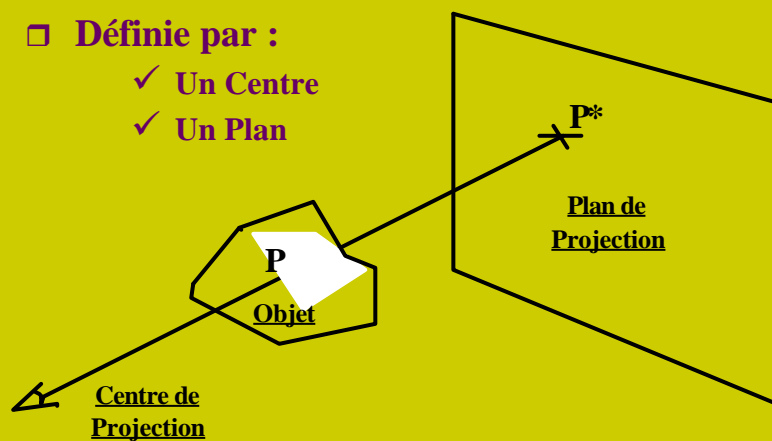 Définie par :
Un Centre
Un Plan
P*
Plan de
Projection
P
Objet
Centre de
Projection